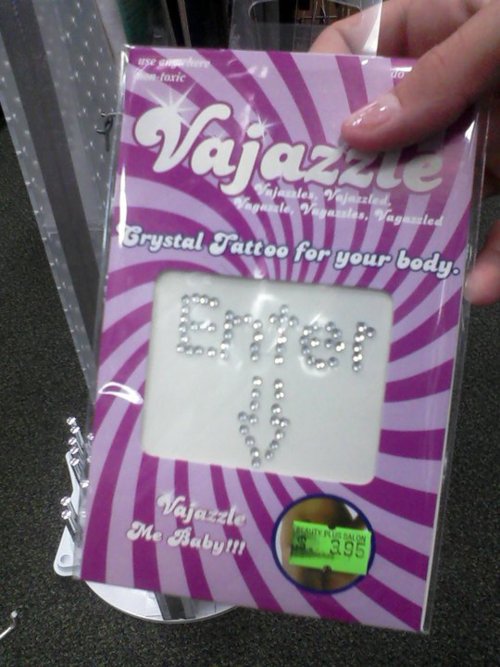 use anywhere
non-toxic
Vajazzle
Vajazzles, Vajazzled,
Vagazzle, Vagazzles, Vagazzled
Crystal Tattoo for your body.
Enter
Vajazzle
Me Baby!!!
BEAUTY PLUS SALON
$ 3.95